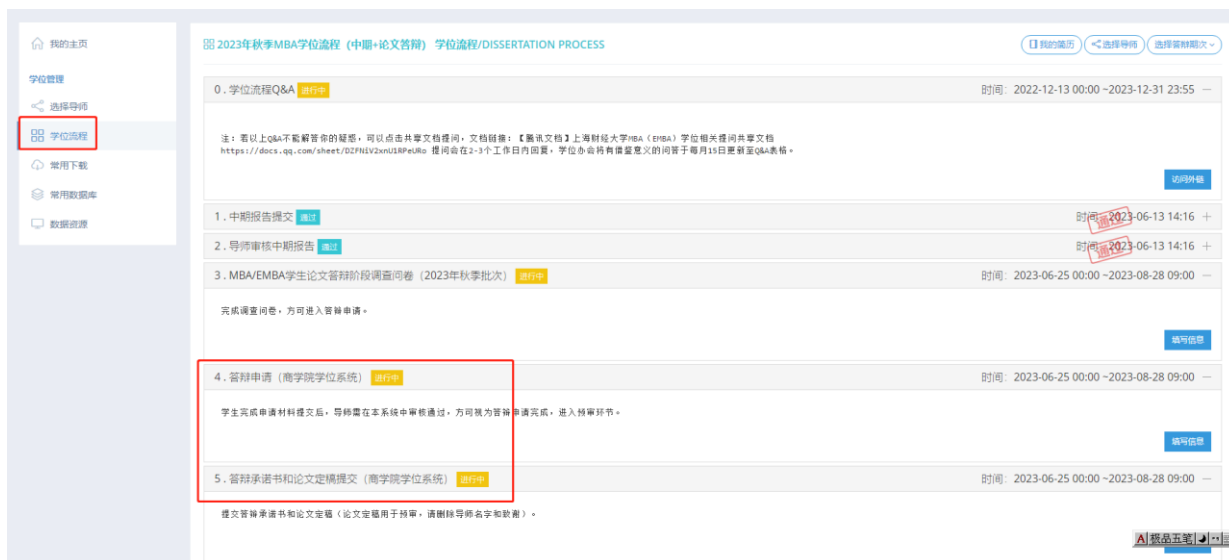 我的主页
学位管理
选择导师
学位流程
常用下载
常用数据库
数据资源
2023年秋季MBA学位流程（中期+论文答辩） 学位流程/DISSERTATION PROCESS
我的简历 选择导师 选择答辩期次
0 . 学位流程Q&A 进行中 时间: 2022-12-13 00:00 ~2023-12-31 23:55
注：若以上Q&A不能解答你的疑惑，可以点击共享文档提问，文档链接：【腾讯文档】上海财经大学MBA（EMBA）学位相关提问共享文档
提问会在2-3个工作日内回复，学位办会将有借鉴意义的问答于每月15日更新至Q&A表格。
访问外链
1 . 中期报告提交 通过 时间: 2023-06-13 14:16
通过
2 . 导师审核中期报告 通过 时间: 2023-06-13 14:16
通过
3 . MBA/EMBA学生论文答辩阶段调查问卷（2023年秋季批次） 进行中 时间: 2023-06-25 00:00 ~2023-08-28 09:00
完成调查问卷，方可进入答辩申请。
填写信息
4 . 答辩申请（商学院学位系统） 进行中 时间: 2023-06-25 00:00 ~2023-08-28 09:00
学生完成申请材料提交后，导师需在本系统中审核通过，方可视为答辩申请完成，进入预审环节。
填写信息
5 . 答辩承诺书和论文定稿提交（商学院学位系统） 进行中 时间: 2023-06-25 00:00 ~2023-08-28 09:00
提交答辩承诺书和论文定稿（论文定稿用于预审，请删除导师名字和致谢）。
A 极品五笔